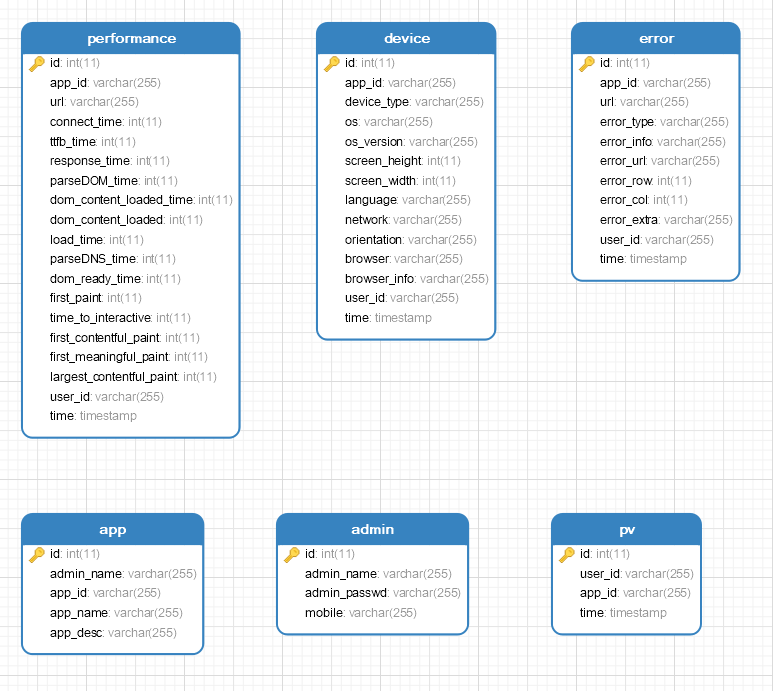 performance
id: int(11)
app_id: varchar(255)
url: varchar(255)
connect_time: int(11)
ttfb_time: int(11)
response_time: int(11)
parseDOM_time: int(11)
dom_content_loaded_time: int(11)
dom_content_loaded: int(11)
load_time: int(11)
parseDNS_time: int(11)
dom_ready_time: int(11)
first_paint: int(11)
time_to_interactive: int(11)
first_contentful_paint: int(11)
first_meaningful_paint: int(11)
largest_contentful_paint: int(11)
user_id: varchar(255)
time: timestamp
device
id: int(11)
app_id: varchar(255)
device_type: varchar(255)
os: varchar(255)
os_version: varchar(255)
screen_height: int(11)
screen_width: int(11)
language: varchar(255)
network: varchar(255)
orientation: varchar(255)
browser: varchar(255)
browser_info: varchar(255)
user_id: varchar(255)
time: timestamp
error
id: int(11)
app_id: varchar(255)
url: varchar(255)
error_type: varchar(255)
error_info: varchar(255)
error_url: varchar(255)
error_row: int(11)
error_col: int(11)
error_extra: varchar(255)
user_id: varchar(255)
time: timestamp
app
id: int(11)
admin_name: varchar(255)
app_id: varchar(255)
app_name: varchar(255)
app_desc: varchar(255)
admin
id: int(11)
admin_name: varchar(255)
admin_passwd: varchar(255)
mobile: varchar(255)
pv
id: int(11)
user_id: varchar(255)
app_id: varchar(255)
time: timestamp